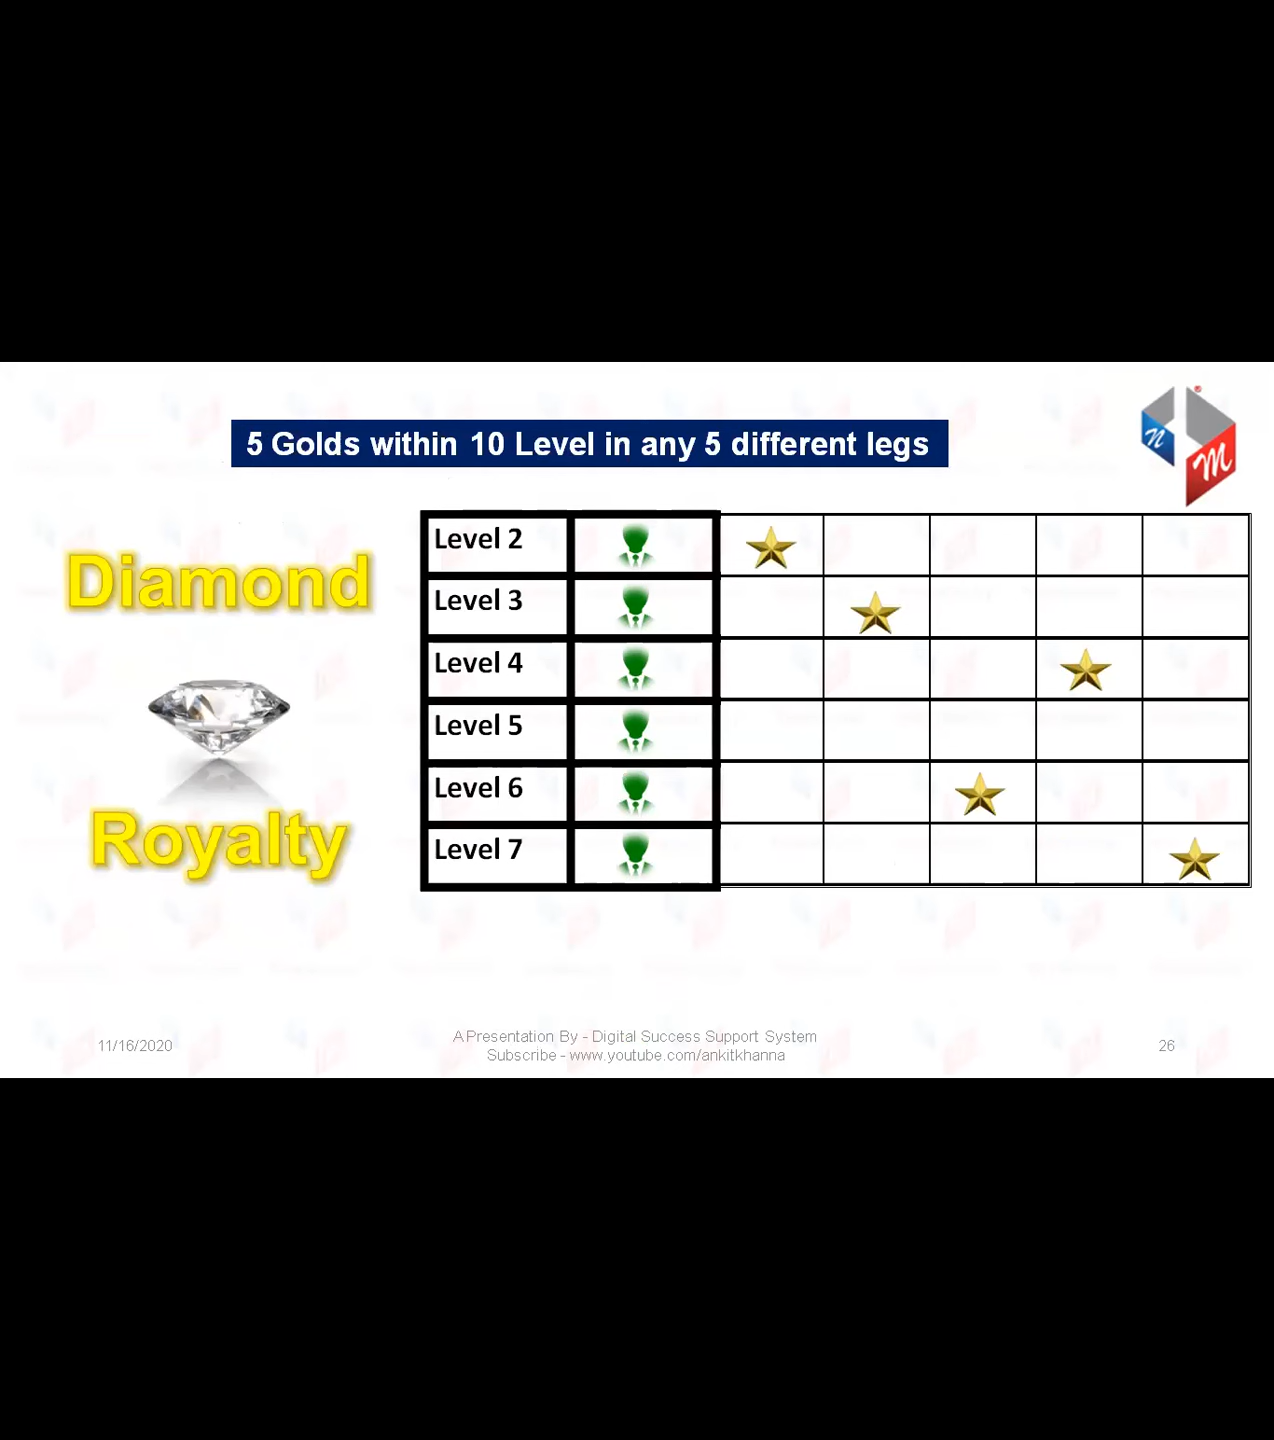 5 Golds within 10 Level in any 5 different legs
n
m
Diamond
Royalty
Level 2
Level 3
Level 4
Level 5
Level 6
Level 7
11/16/2020
A Presentation By - Digital Success Support System
Subscribe - www.youtube.com/ankitkhanna
26